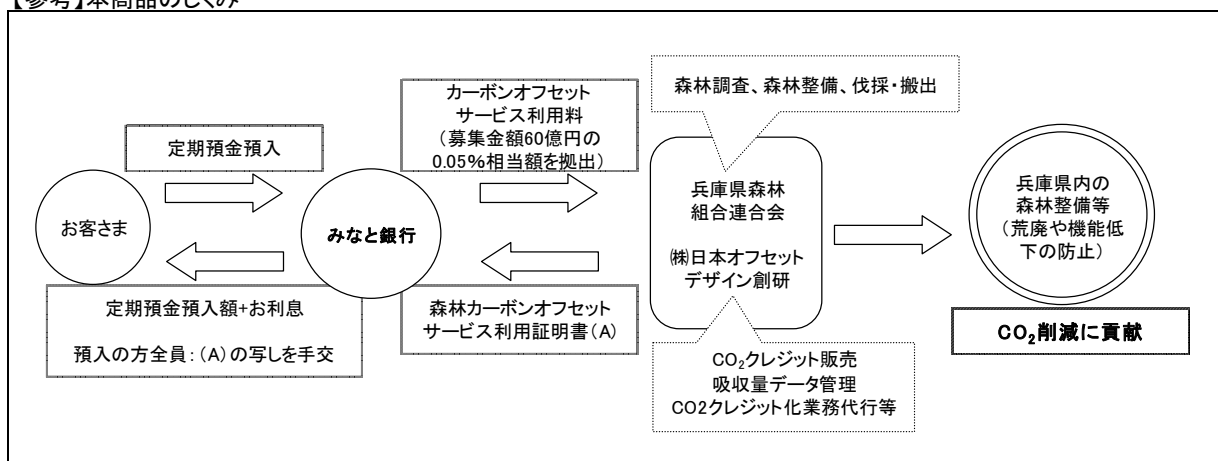 【参考】本商品のしくみ
定期預金預入
お客さま
定期預金預入額+お利息
預入の方全員:(A)の写しを手交
みなと銀行
カーボンオフセット
サービス利用料
(募集金額60億円の
0.05%相当額を拠出)
森林カーボンオフセット
サービス利用証明書(A)
森林調査、森林整備、伐採・搬出
兵庫県森林
組合連合会
㈱日本オフセット
デザイン創研
CO₂クレジット販売
吸収量データ管理
CO2クレジット化業務代行等
兵庫県内の
森林整備等
(荒廃や機能低
下の防止)
CO₂削減に貢献